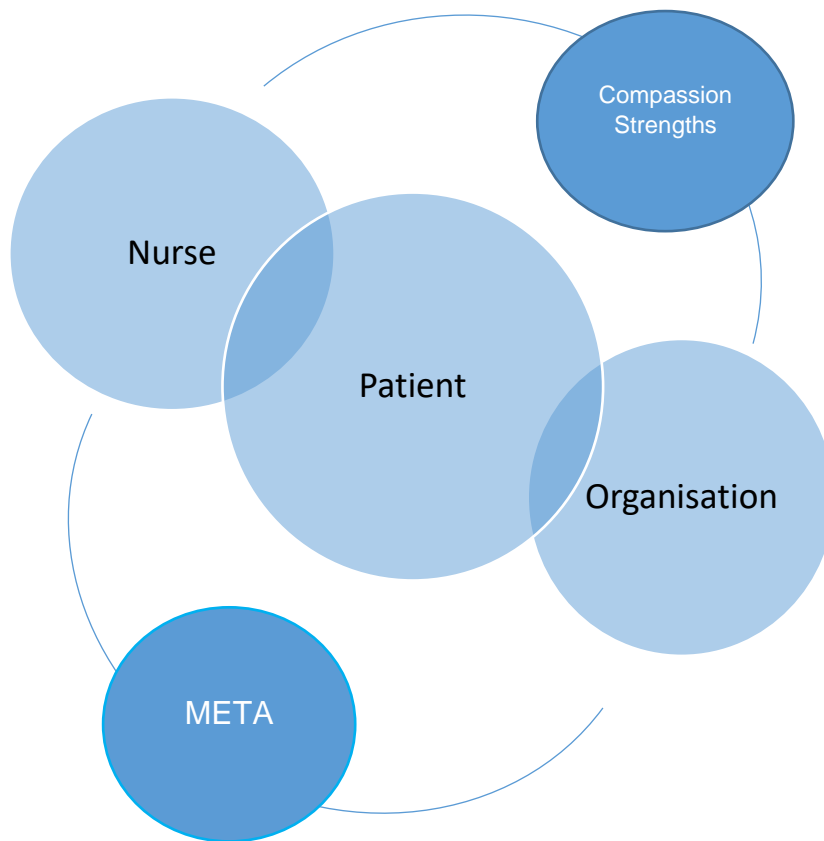 Compassion
Strengths
Nurse
Patient
Organisation
META